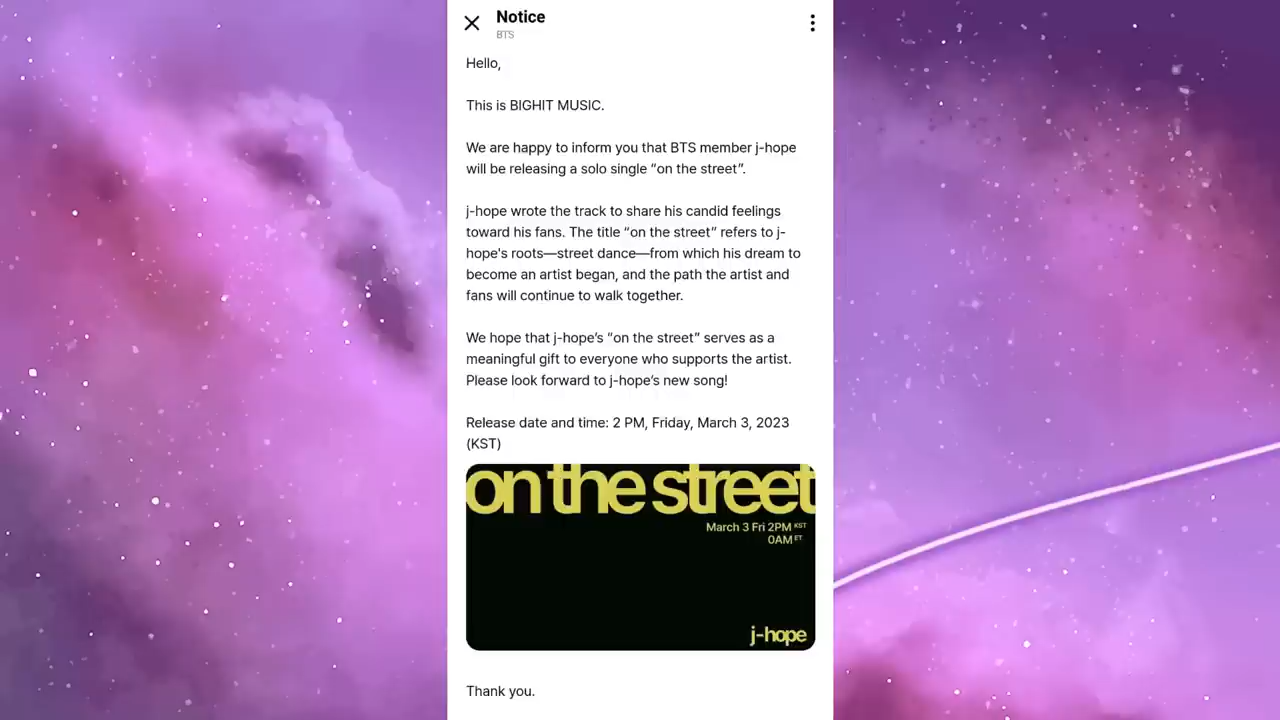 Notice
BTS
Hello,
This is BIGHIT MUSIC.
We are happy to inform you that BTS member j-hope
will be releasing a solo single “on the street”.
j-hope wrote the track to share his candid feelings
toward his fans. The title “on the street” refers to j-
hope's roots—street dance—from which his dream to
become an artist began, and the path the artist and
fans will continue to walk together.
We hope that j-hope’s “on the street” serves as a
meaningful gift to everyone who supports the artist.
Please look forward to j-hope’s new song!
Release date and time: 2 PM, Friday, March 3, 2023
(KST)
on the street
March 3 Fri 2PM KST
0AM ET
j-hope
Thank you.